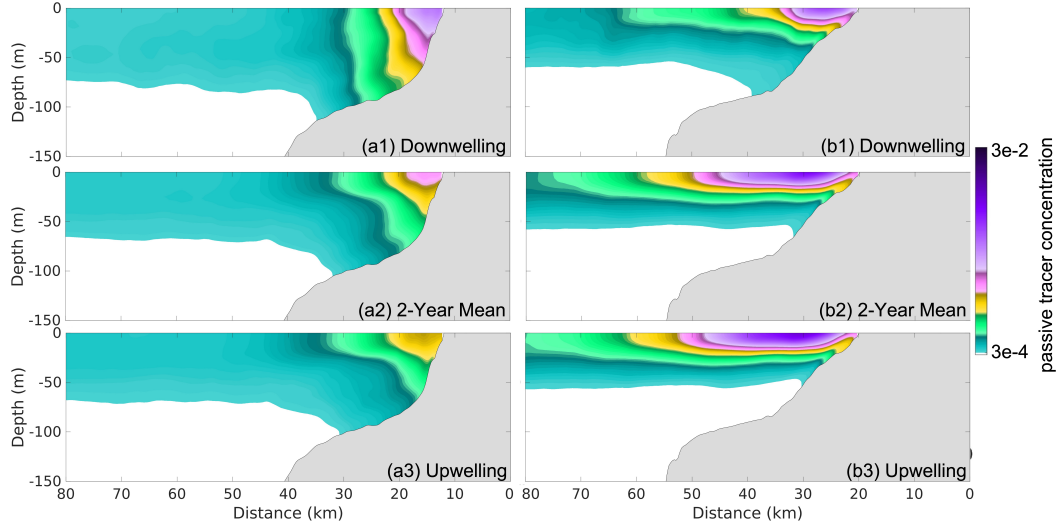 0
-50
-100
-150
Depth (m)
(a1) Downwelling
(b1) Downwelling
0
-50
-100
-150
Depth (m)
(a2) 2-Year Mean
(b2) 2-Year Mean
3e-2
3e-4
passive tracer concentration
0
-50
-100
-150
Depth (m)
(a3) Upwelling
(b3) Upwelling
80 70 60 50 40 30 20 10 0
80 70 60 50 40 30 20 10 0
Distance (km)
Distance (km)